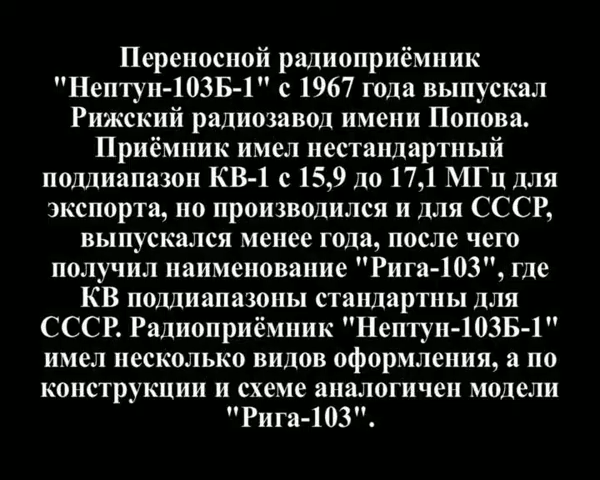 Переносной радиоприёмник
"Нептун-103Б-1" с 1967 года выпускал
Рижский радиозавод имени Попова.
Приёмник имел нестандартный
поддиапазон КВ-1 с 15,9 до 17,1 МГц для
экспорта, но производился и для СССР,
выпускался менее года, после чего
получил наименование "Рига-103", где
КВ поддиапазоны стандартны для
СССР. Радиоприёмник "Нептун-103Б-1"
имел несколько видов оформления, а по
конструкции и схеме аналогичен модели
"Рига-103".